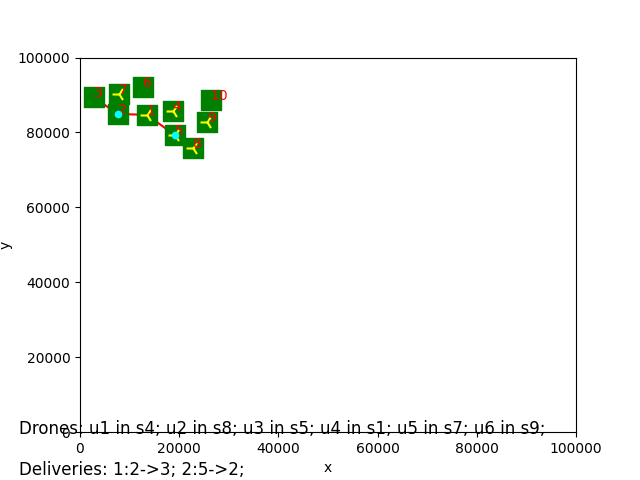 100000
80000
60000
40000
20000
0
y
0 20000 40000 60000 80000 100000
x
Drones: u1 in s4; u2 in s8; u3 in s5; u4 in s1; u5 in s7; u6 in s9;
Deliveries: 1:2->3; 2:5->2;